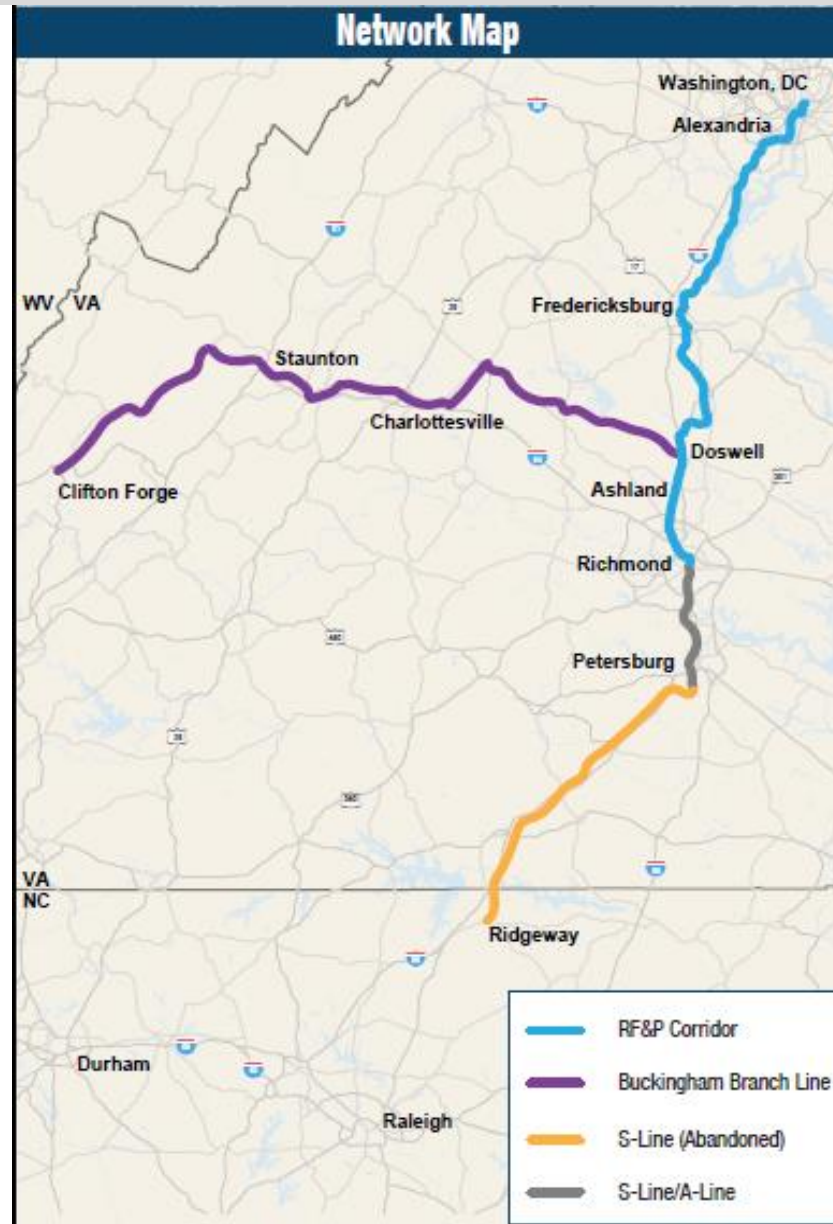 Network Map
Washington, DC
Alexandria
WV VA
Fredericksburg
Staunton
Charlottesville
Doswell
Clifton Forge
Ashland
Richmond
Petersburg
VA
NC
Ridgeway
Durham
Raleigh
RF&P Corridor
Buckingham Branch Line
S-Line (Abandoned)
S-Line/A-Line